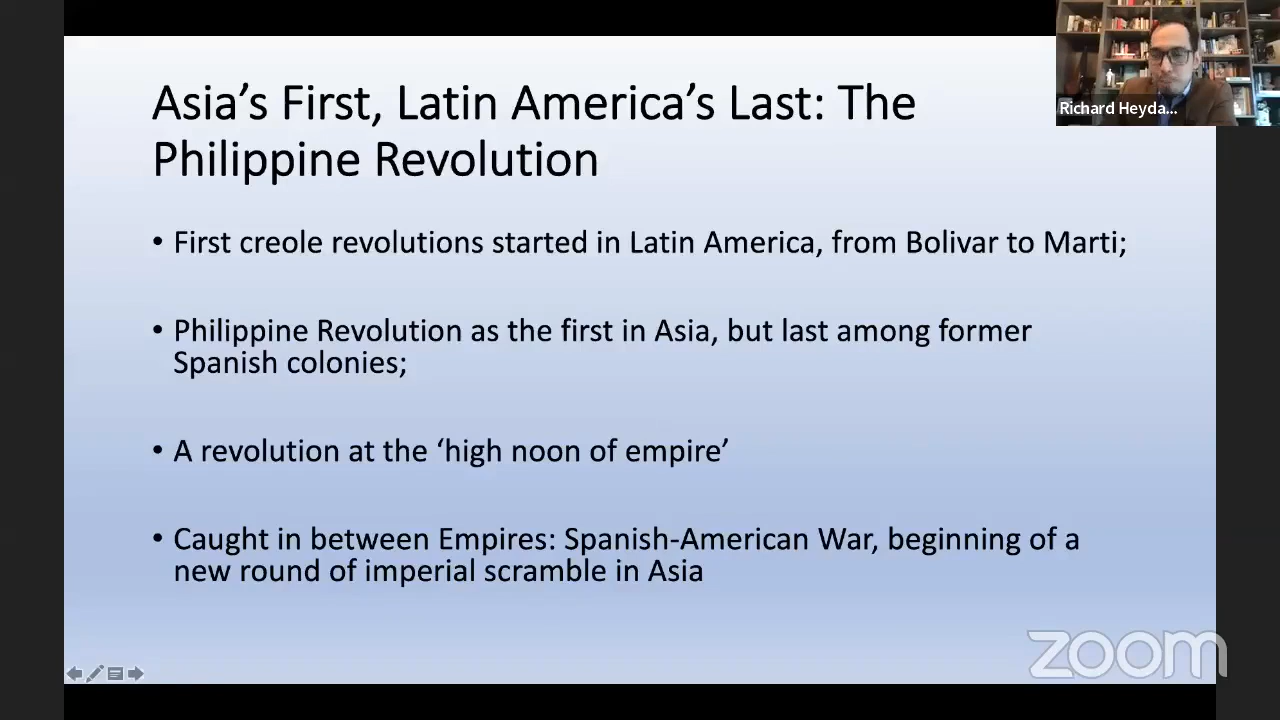 Asia’s First, Latin America’s Last: The
Philippine Revolution
Richard Heyda...
• First creole revolutions started in Latin America, from Bolivar to Marti;
• Philippine Revolution as the first in Asia, but last among former
Spanish colonies;
• A revolution at the ‘high noon of empire’
• Caught in between Empires: Spanish-American War, beginning of a
new round of imperial scramble in Asia
zoom